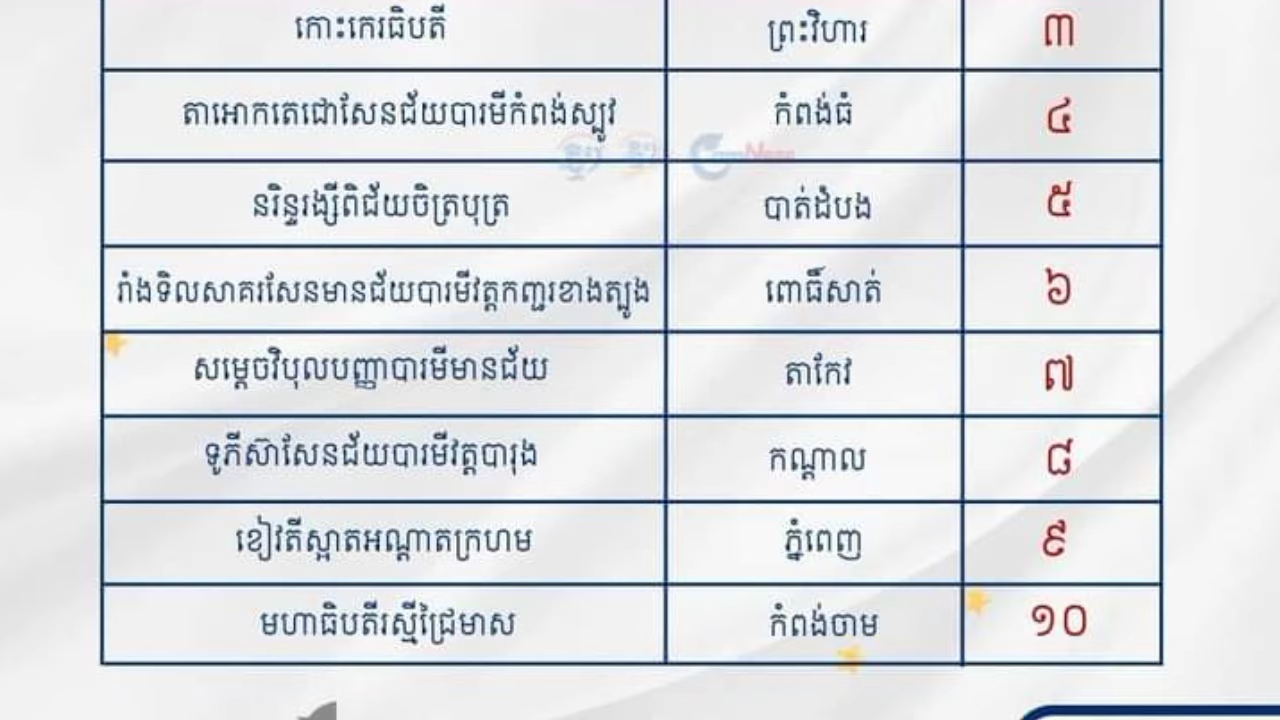 កោះកេរធិបតី ព្រះវិហារ ៣
តាអោកតេជោសែនជ័យបារមីកំពង់ស្បូវ កំពង់ធំ ៤
នរិន្ទរង្សីពិជ័យចិត្របុត្រ បាត់ដំបង ៥
រាំងទិលសាគរសែនមានជ័យបារមីវត្តកញ្ជរខាងត្បូង ពោធិ៍សាត់ ៦
សម្តេចវិបុលបញ្ញាបារមីមានជ័យ តាកែវ ៧
ទូភីស៊ាសែនជ័យបារមីវត្តបារុង កណ្តាល ៨
ខៀវតីស្អាតអណ្តាតក្រហម ភ្នំពេញ ៩
មហាធិបតីរស្មីជ្រៃមាស កំពង់ចាម ១០